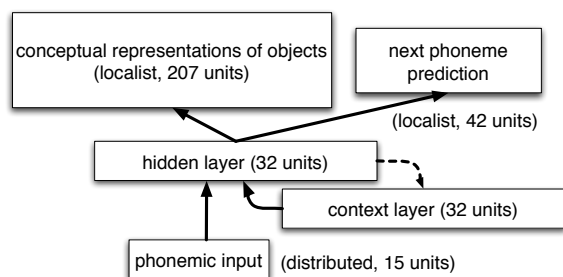 conceptual representations of objects
(localist, 207 units)
next phoneme
prediction
(localist, 42 units)
hidden layer (32 units)
context layer (32 units)
phonemic input
(distributed, 15 units)